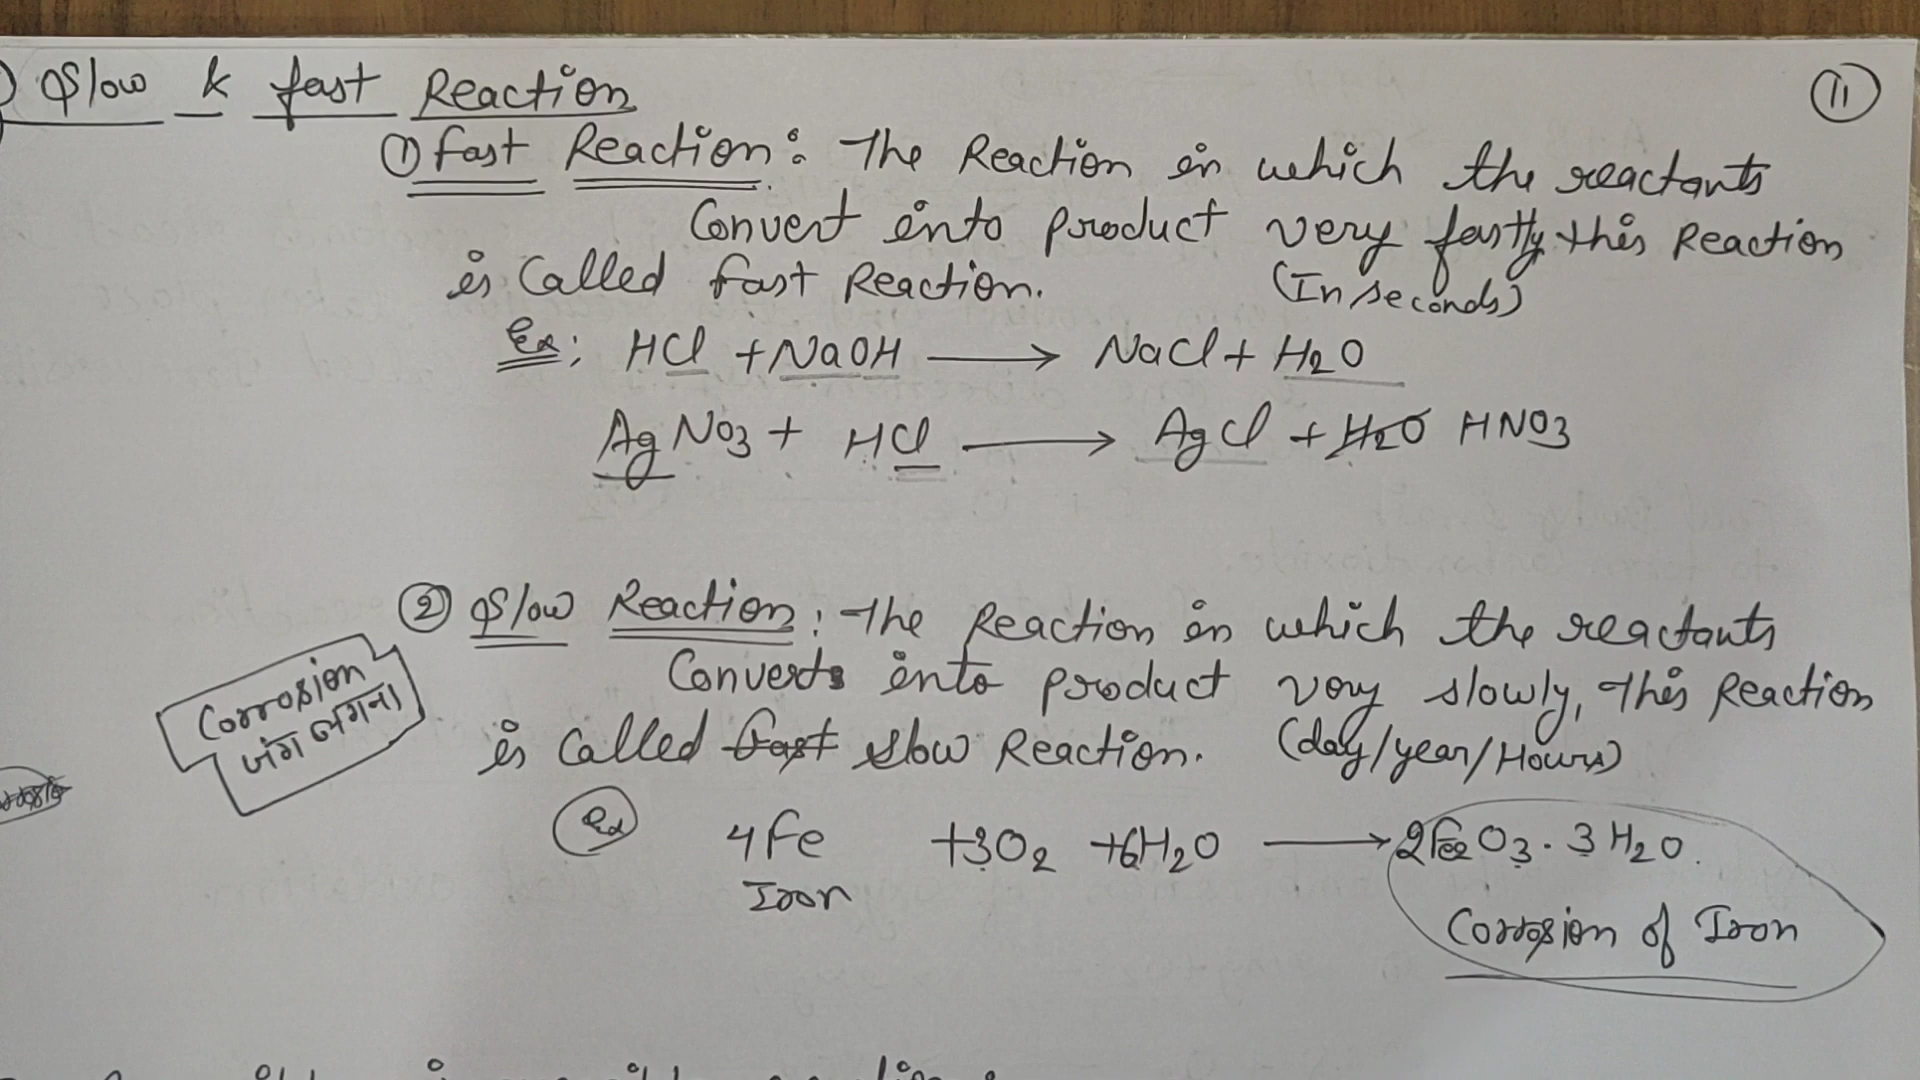 Slow & fast Reaction
11
① fast Reaction: The Reaction in which the reactants
Convert into product very fastly this Reaction
is Called fast Reaction. (In seconds)
Ex: HCl + NaOH ⟶ NaCl + H2O
AgNO3 + HCl ⟶ AgCl + H2O HNO3
② Slow Reaction: The Reaction in which the reactants
Converts into product very slowly, this Reaction
is Called fast slow Reaction. (day/year/Hours)
Corrosion
जंग लगना
Ex 4Fe + 3O2 + 6H2O ⟶ 2Fe2O3 . 3H2O.
Iron
Corrosion of Iron